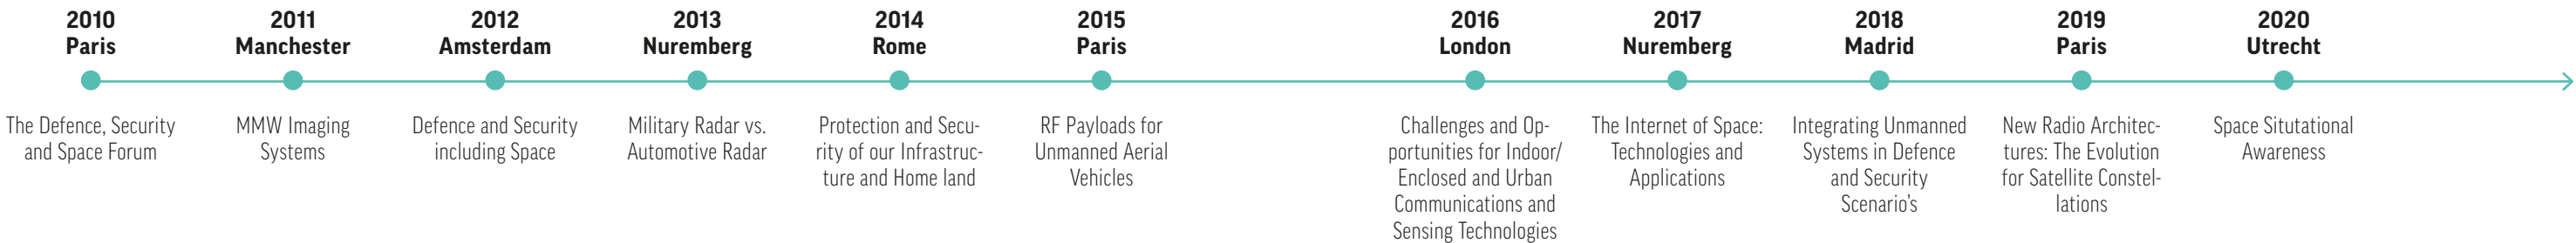 2010
Paris
The Defence, Security
and Space Forum
2011
Manchester
MMW Imaging
Systems
2012
Amsterdam
Defence and Security
including Space
2013
Nuremberg
Military Radar vs.
Automotive Radar
2014
Rome
Protection and Secu-
rity of our Infrastruc-
ture and Home land
2015
Paris
RF Payloads for
Unmanned Aerial
Vehicles
2016
London
Challenges and Op-
portunities for Indoor/
Enclosed and Urban
Communications and
Sensing Technologies
2017
Nuremberg
The Internet of Space:
Technologies and
Applications
2018
Madrid
Integrating Unmanned
Systems in Defence
and Security
Scenario's
2019
Paris
New Radio Architec-
tures: The Evolution
for Satellite Constel-
lations
2020
Utrecht
Space Situtational
Awareness